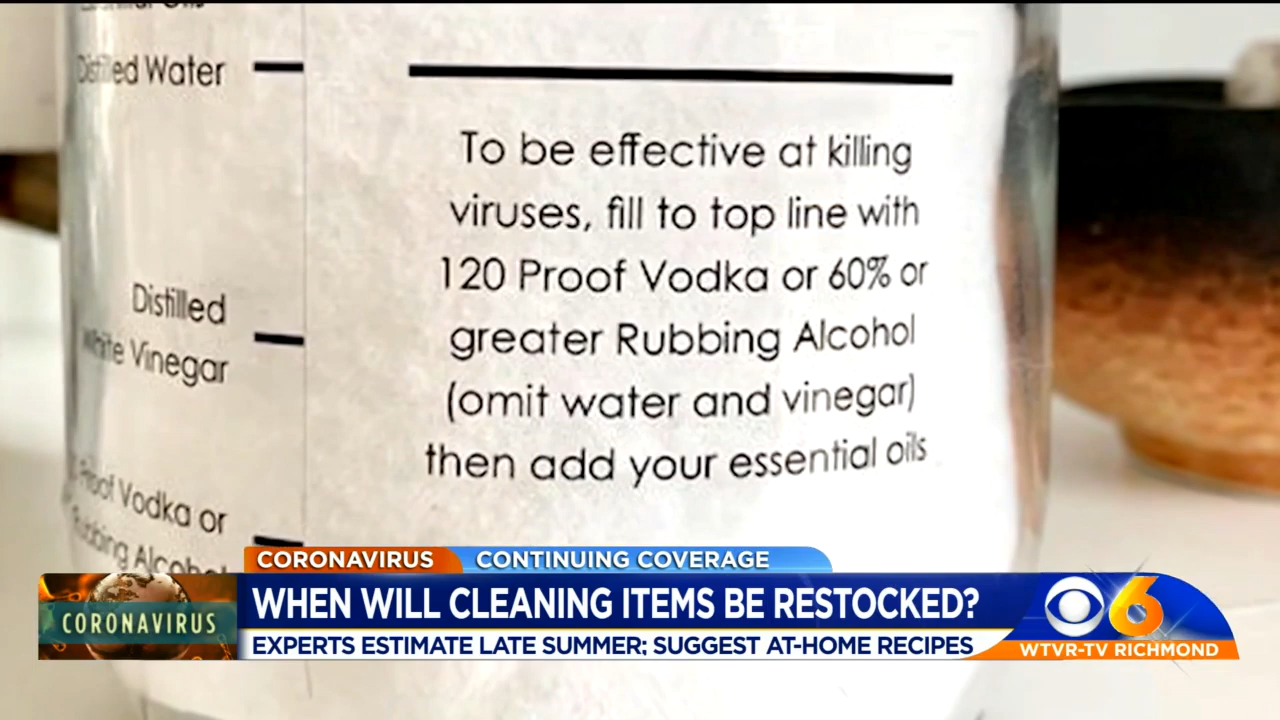 Distilled Water
To be effective at killing
viruses, fill to top line with
120 Proof Vodka or 60% or
greater Rubbing Alcohol
(omit water and vinegar)
then add your essential oils
Distilled
White Vinegar
Proof Vodka or
Rubbing Alcohol
CORONAVIRUS CONTINUING COVERAGE
CORONAVIRUS
WHEN WILL CLEANING ITEMS BE RESTOCKED?
EXPERTS ESTIMATE LATE SUMMER; SUGGEST AT-HOME RECIPES
6
WTVR-TV RICHMOND